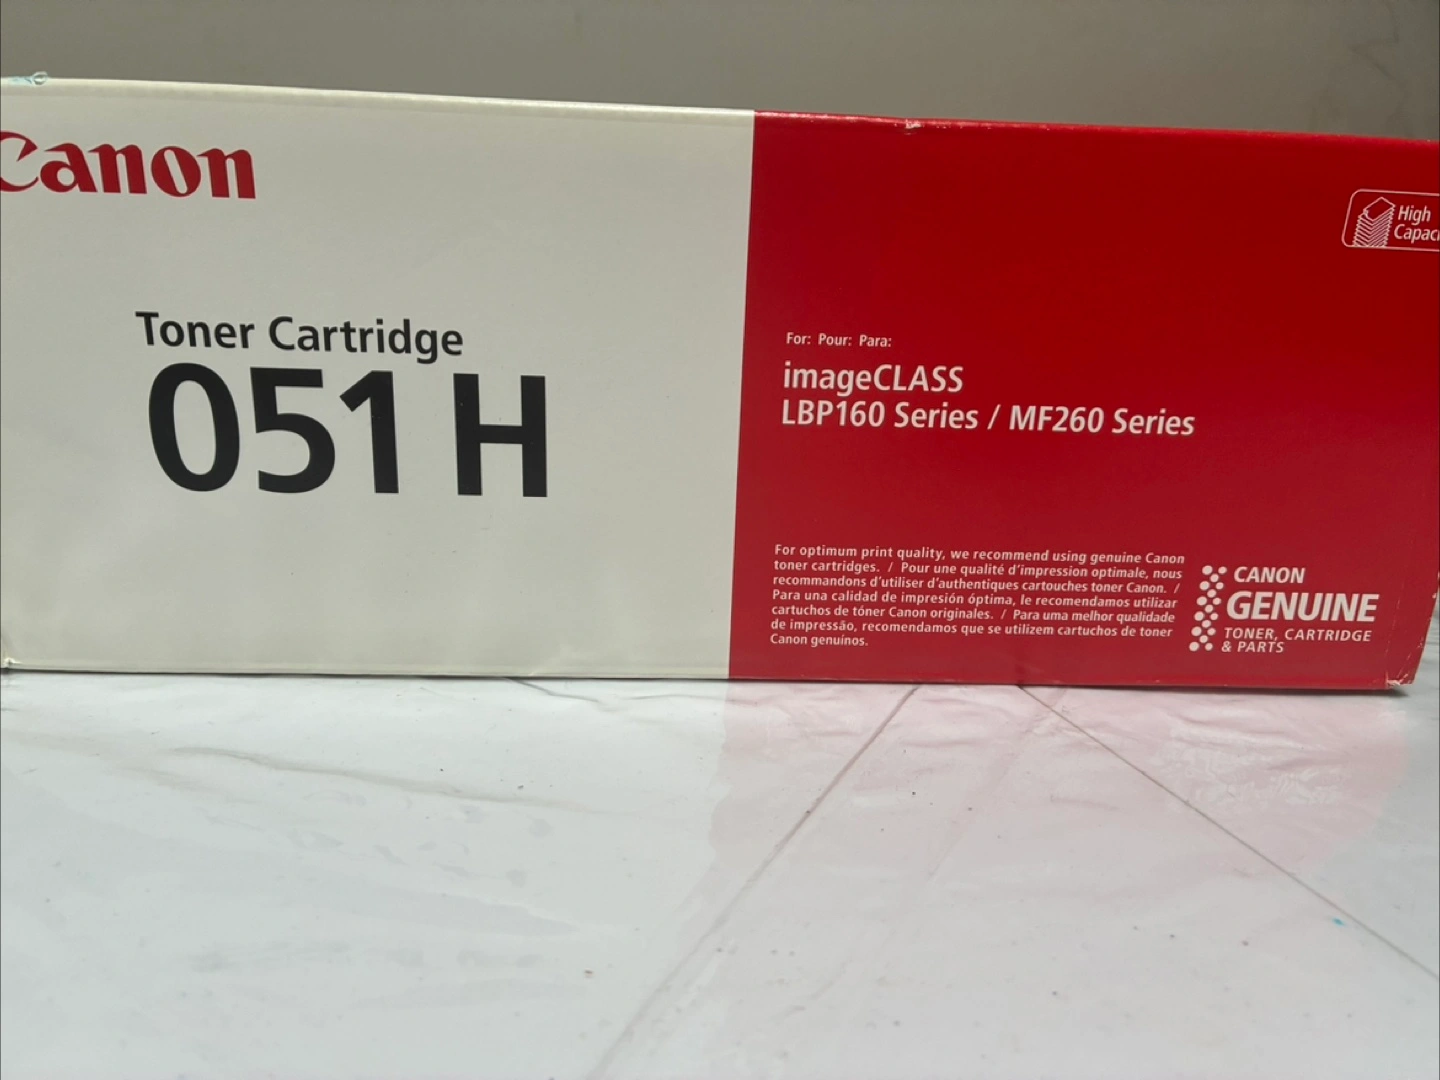 Canon
Toner Cartridge
051 H
High
For: Pour: Para:
imageCLASS
LBP160 Series / MF260 Series
For optimum print quality, we recommend using genuine Canon
toner cartridges. / Pour une qualité d'impression optimale, nous
recommandons d'utiliser d'authentiques cartouches toner Canon. /
Para una calidad de impresión óptima, le recomendamos utilizar
cartuchos de tóner Canon originales. / Para uma melhor qualidade
de impressão, recomendamos que se utilizem cartuchos de toner
Canon genuínos.
CANON
GENUINE
TONER, CARTRIDGE
& PARTS